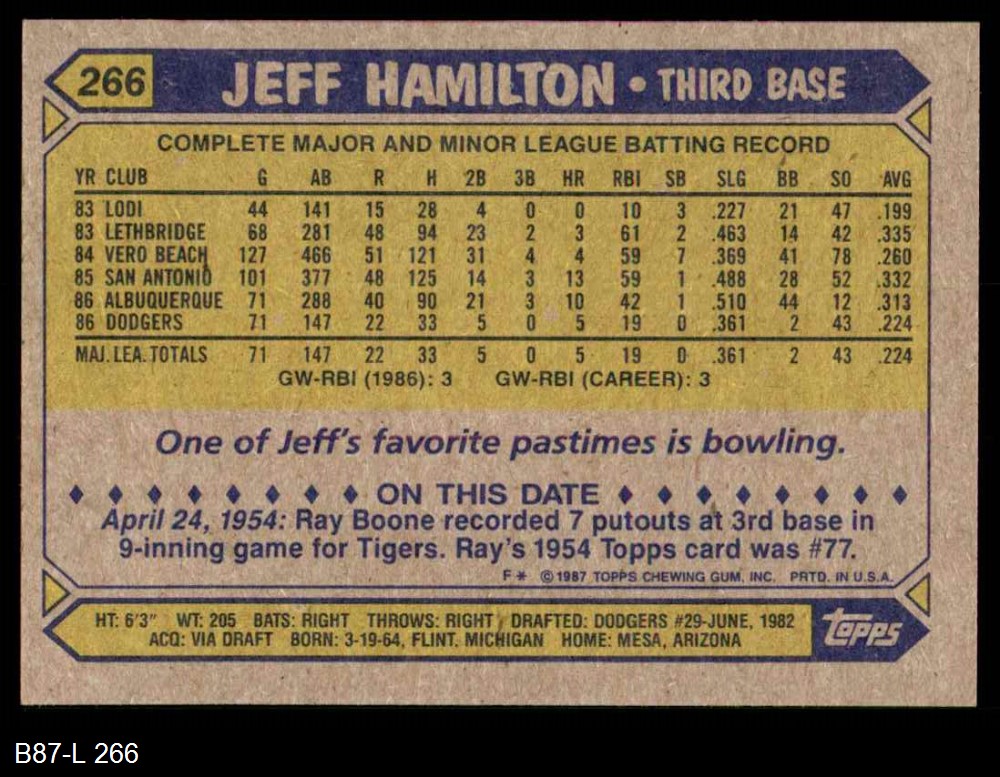 266 JEFF HAMILTON • THIRD BASE
COMPLETE MAJOR AND MINOR LEAGUE BATTING RECORD
YR CLUB G AB R H 2B 3B HR RBI SB SLG BB SO AVG
83 LODI 44 141 15 28 4 0 0 10 3 .227 21 47 .199
83 LETHBRIDGE 68 281 48 94 23 2 3 61 2 .463 14 42 .335
84 VERO BEACH 127 466 51 121 31 4 4 59 7 .369 41 78 .260
85 SAN ANTONIO 101 377 48 125 14 3 13 59 1 .488 28 52 .332
86 ALBUQUERQUE 71 288 40 90 21 3 10 42 1 .510 44 12 .313
86 DODGERS 71 147 22 33 5 0 5 19 0 .361 2 43 .224
MAJ. LEA. TOTALS 71 147 22 33 5 0 5 19 0 .361 2 43 .224
GW-RBI (1986): 3 GW-RBI (CAREER): 3
One of Jeff's favorite pastimes is bowling.
♦ ♦ ♦ ♦ ♦ ♦ ♦ ♦ ON THIS DATE ♦ ♦ ♦ ♦ ♦ ♦ ♦ ♦
April 24, 1954: Ray Boone recorded 7 putouts at 3rd base in
9-inning game for Tigers. Ray's 1954 Topps card was #77.
F* ©1987 TOPPS CHEWING GUM, INC. PRTD. IN U.S.A.
HT: 6'3" WT: 205 BATS: RIGHT THROWS: RIGHT DRAFTED: DODGERS #29-JUNE, 1982
ACQ: VIA DRAFT BORN: 3-19-64, FLINT, MICHIGAN HOME: MESA, ARIZONA
topps
B87-L 266